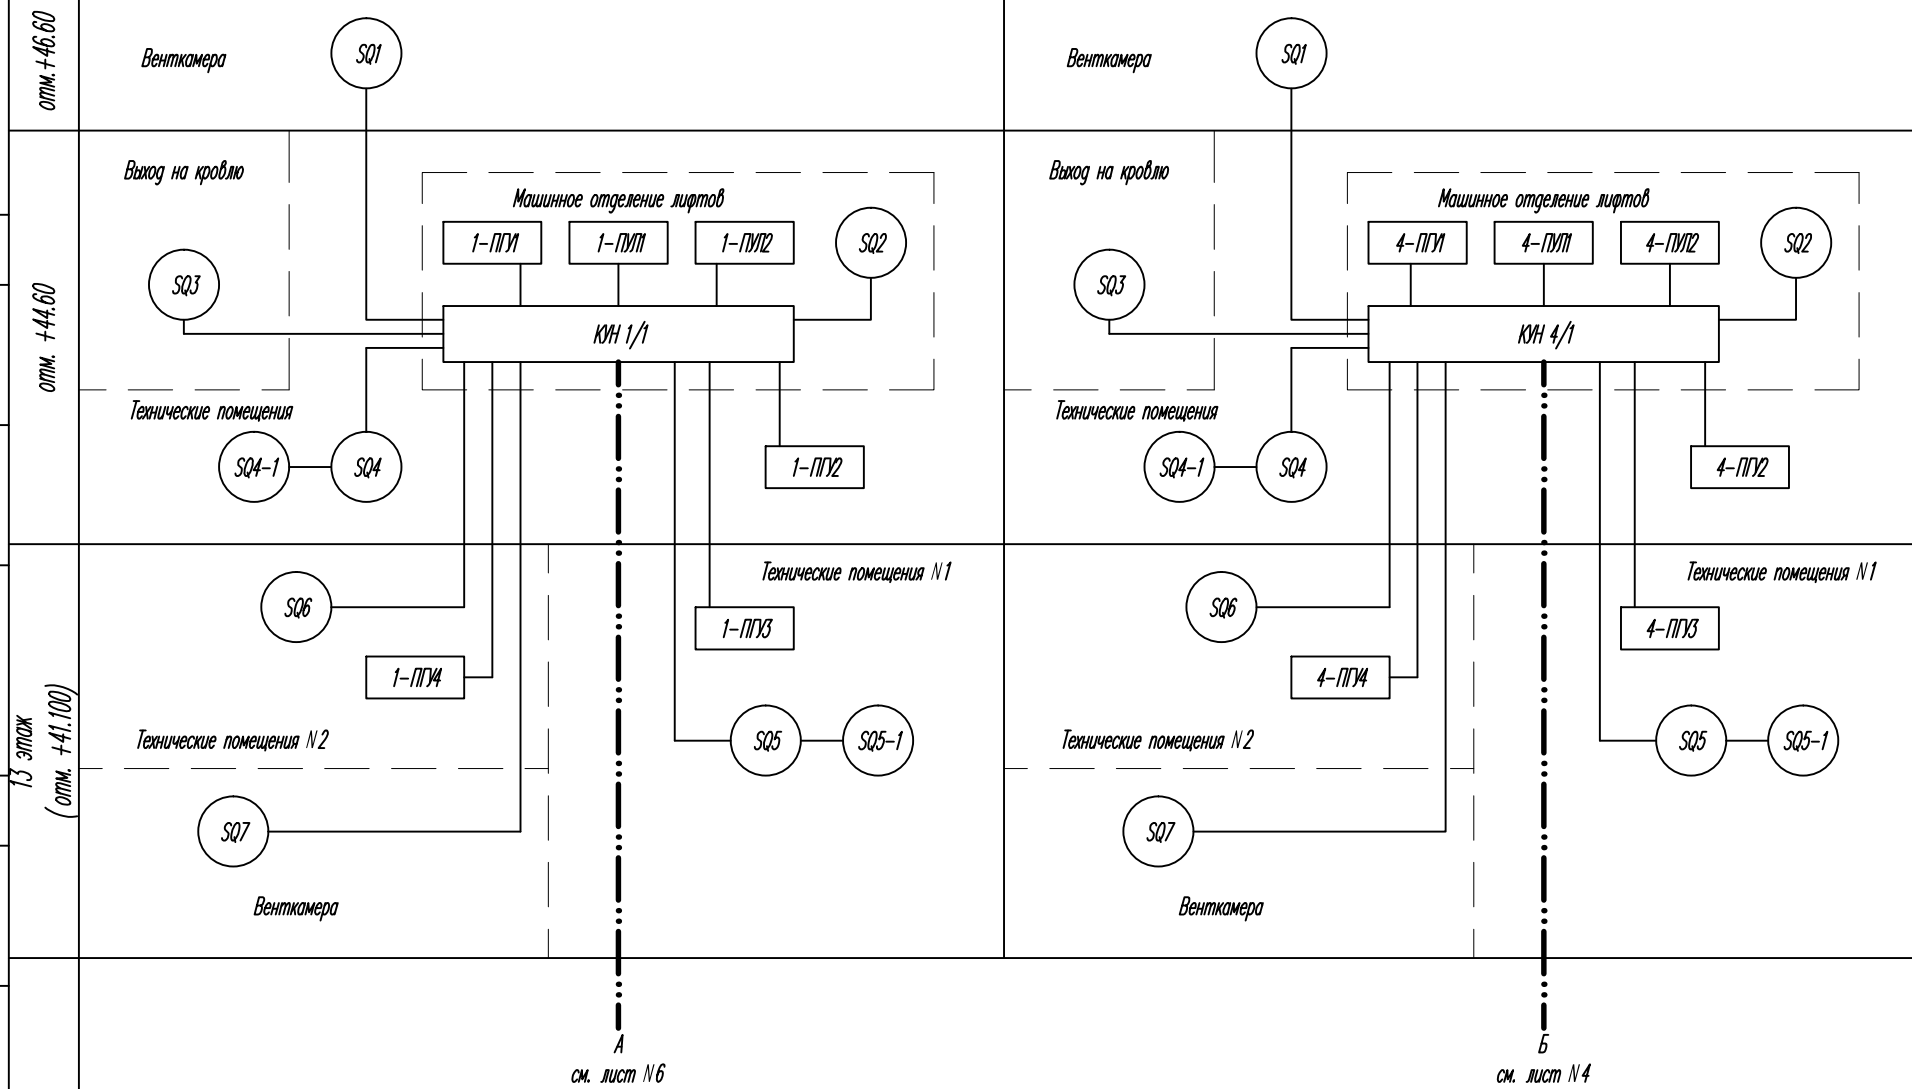 отм.+46.60
Венткамера
SQ1
Венткамера
SQ1
отм. +44.60
Выход на кровлю
Машинное отделение лифтов
1-ПГУ1
1-ПУЛ1
1-ПУЛ2
SQ2
SQ3
КУН 1/1
Технические помещения
SQ4-1
SQ4
1-ПГУ2
Выход на кровлю
Машинное отделение лифтов
4-ПГУ1
4-ПУЛ1
4-ПУЛ2
SQ2
SQ3
КУН 4/1
Технические помещения
SQ4-1
SQ4
4-ПГУ2
13 этаж
(отм. +41.100)
Технические помещения N1
SQ6
1-ПГУ3
1-ПГУ4
Технические помещения N2
SQ5
SQ5-1
SQ7
Венткамера
Технические помещения N1
SQ6
4-ПГУ3
4-ПГУ4
Технические помещения N2
SQ5
SQ5-1
SQ7
Венткамера
А
см. лист N6
Б
см. лист N4